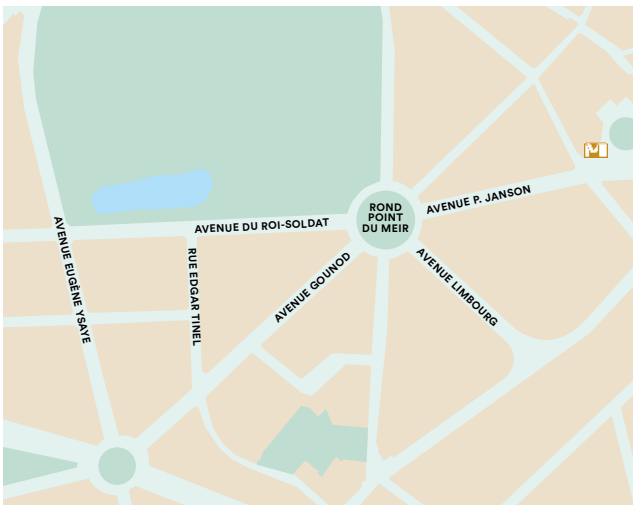 ROND
POINT
DU MEIR
AVENUE P. JANSON
AVENUE DU ROI-SOLDAT
AVENUE EUGÈNE YSAYE
RUE EDGAR TINEL
AVENUE GOUNOD
AVENUE LIMBOURG
M